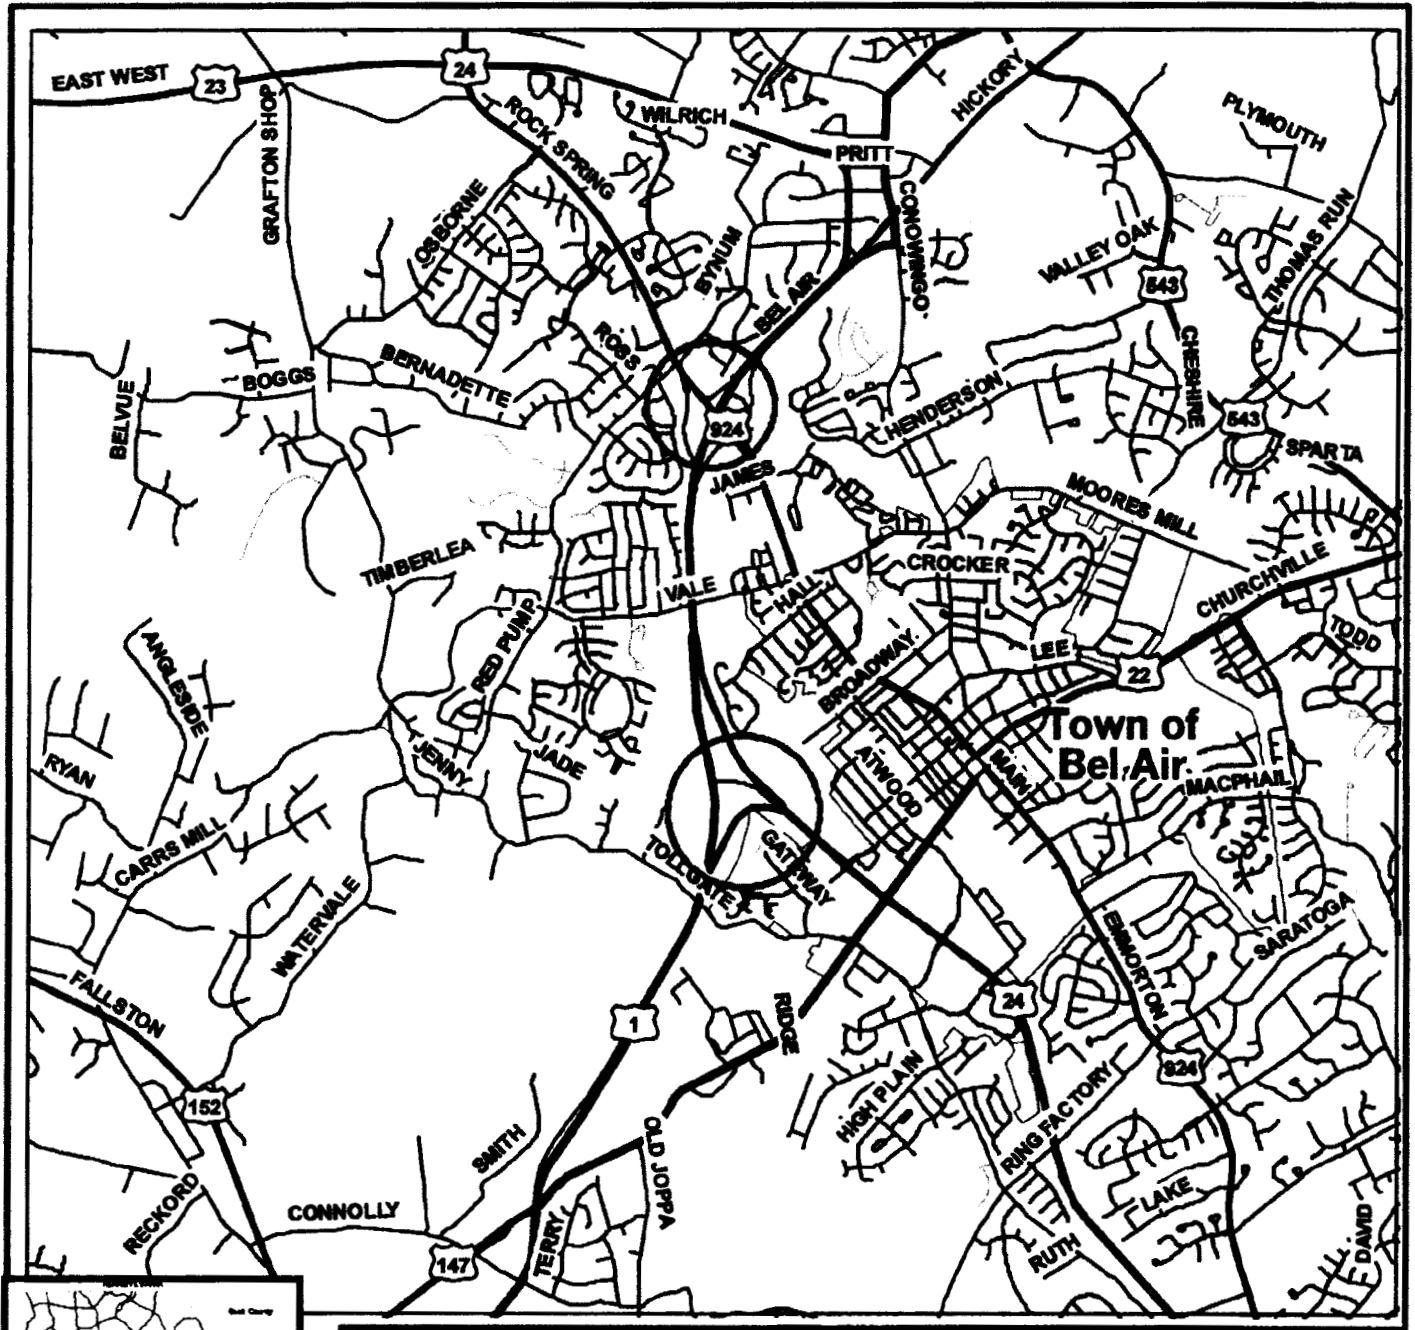 EAST WEST
23
24
GRAFTON SHOP
ROCK SPRING
WILRICH
HICKORY
PRITT
PLYMOUTH
OSBORNE
BYNUM
CONOWINGO
VALLEY OAK
THOMAS RUN
543
BEL AIR
ROSS
BERNADETTE
BOGGS
BELVUE
CHESHIRE
HENDERSON
924
543
SPARTA
JAMES
MOORES MILL
TIMBERLEA
CROCKER
CHURCHVILLE
VALE
HALL
RED PUMP
ANGLESIDE
BROADWAY
LEE
TODD
22
Town of
Bel Air
JENNY
JADE
RYAN
ATWOOD
MAIN
MACPHAIL
CARRS MILL
TOLLGATE
GATEWAY
WATERVALE
EMMORTON
SARATOGA
FALLSTON
1
RIDGE
24
HIGH PLAIN
924
152
RING FACTORY
SMITH
OLD JOPPA
RECKORD
CONNOLLY
LAKE
TERRY
147
RUTH
DAVID